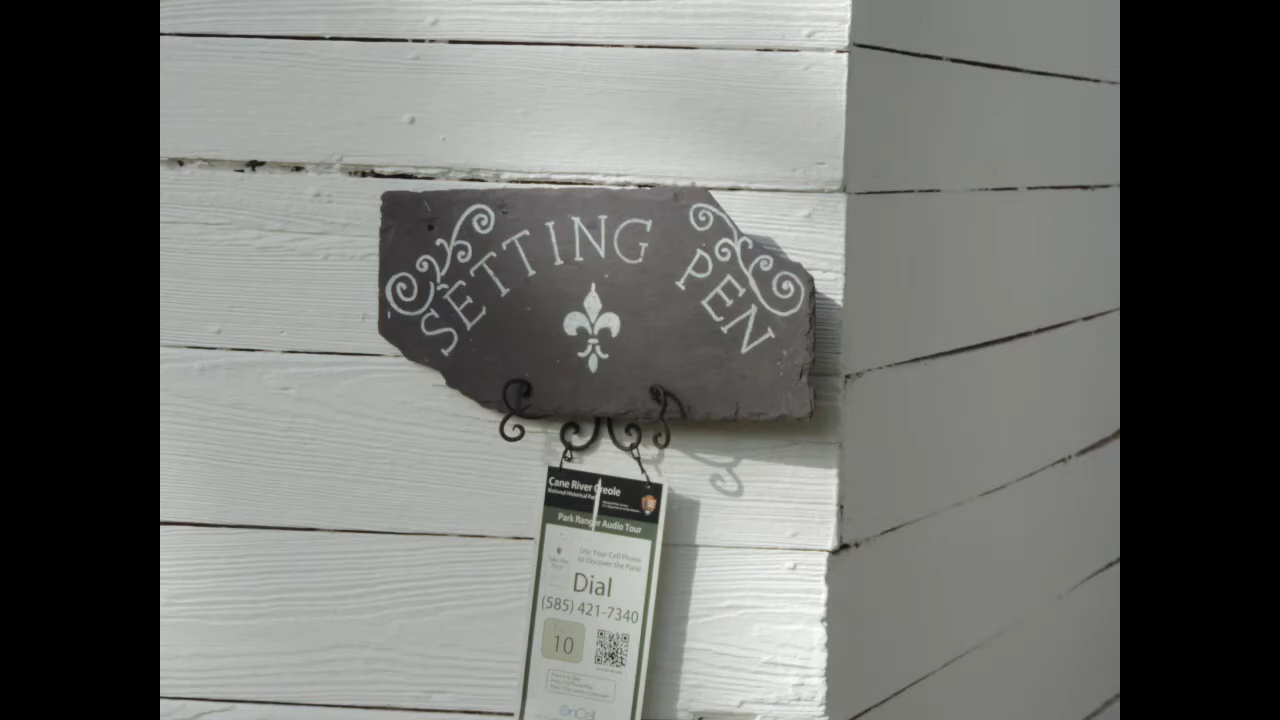 SETTING PEN
Cane River Creole
National Historical Park
Park Ranger Audio Tour
Use Your Cell Phone
to Discover the Park!
Dial
(585) 421-7340
10
OnCell